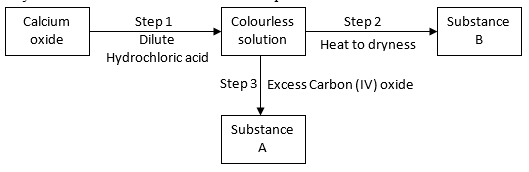 Calcium
oxide
Step 1
Dilute
Hydrochloric acid
Colourless
solution
Step 2
Heat to dryness
Substance
B
Step 3
Excess Carbon (IV) oxide
Substance
A